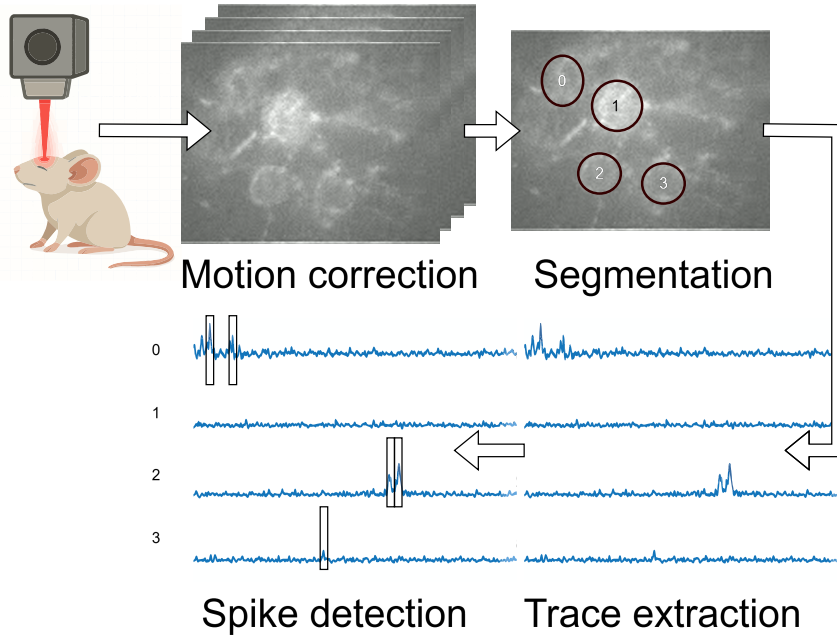 0
1
2
3
Motion correction
Segmentation
0
1
2
3
Spike detection
Trace extraction